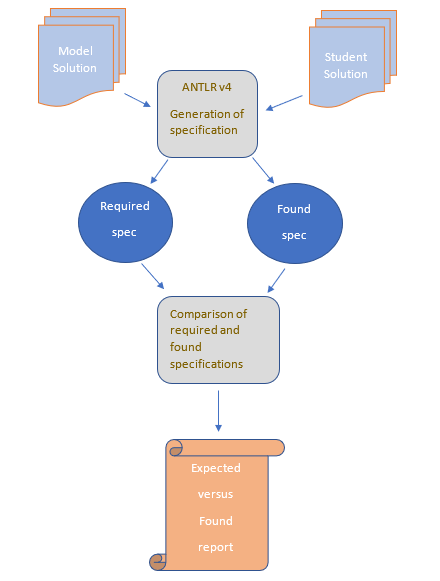 Model
Solution
Student
Solution
ANTLR v4
Generation of
specification
Required
spec
Found
spec
Comparison of
required and
found
specifications
Expected
versus
Found
report